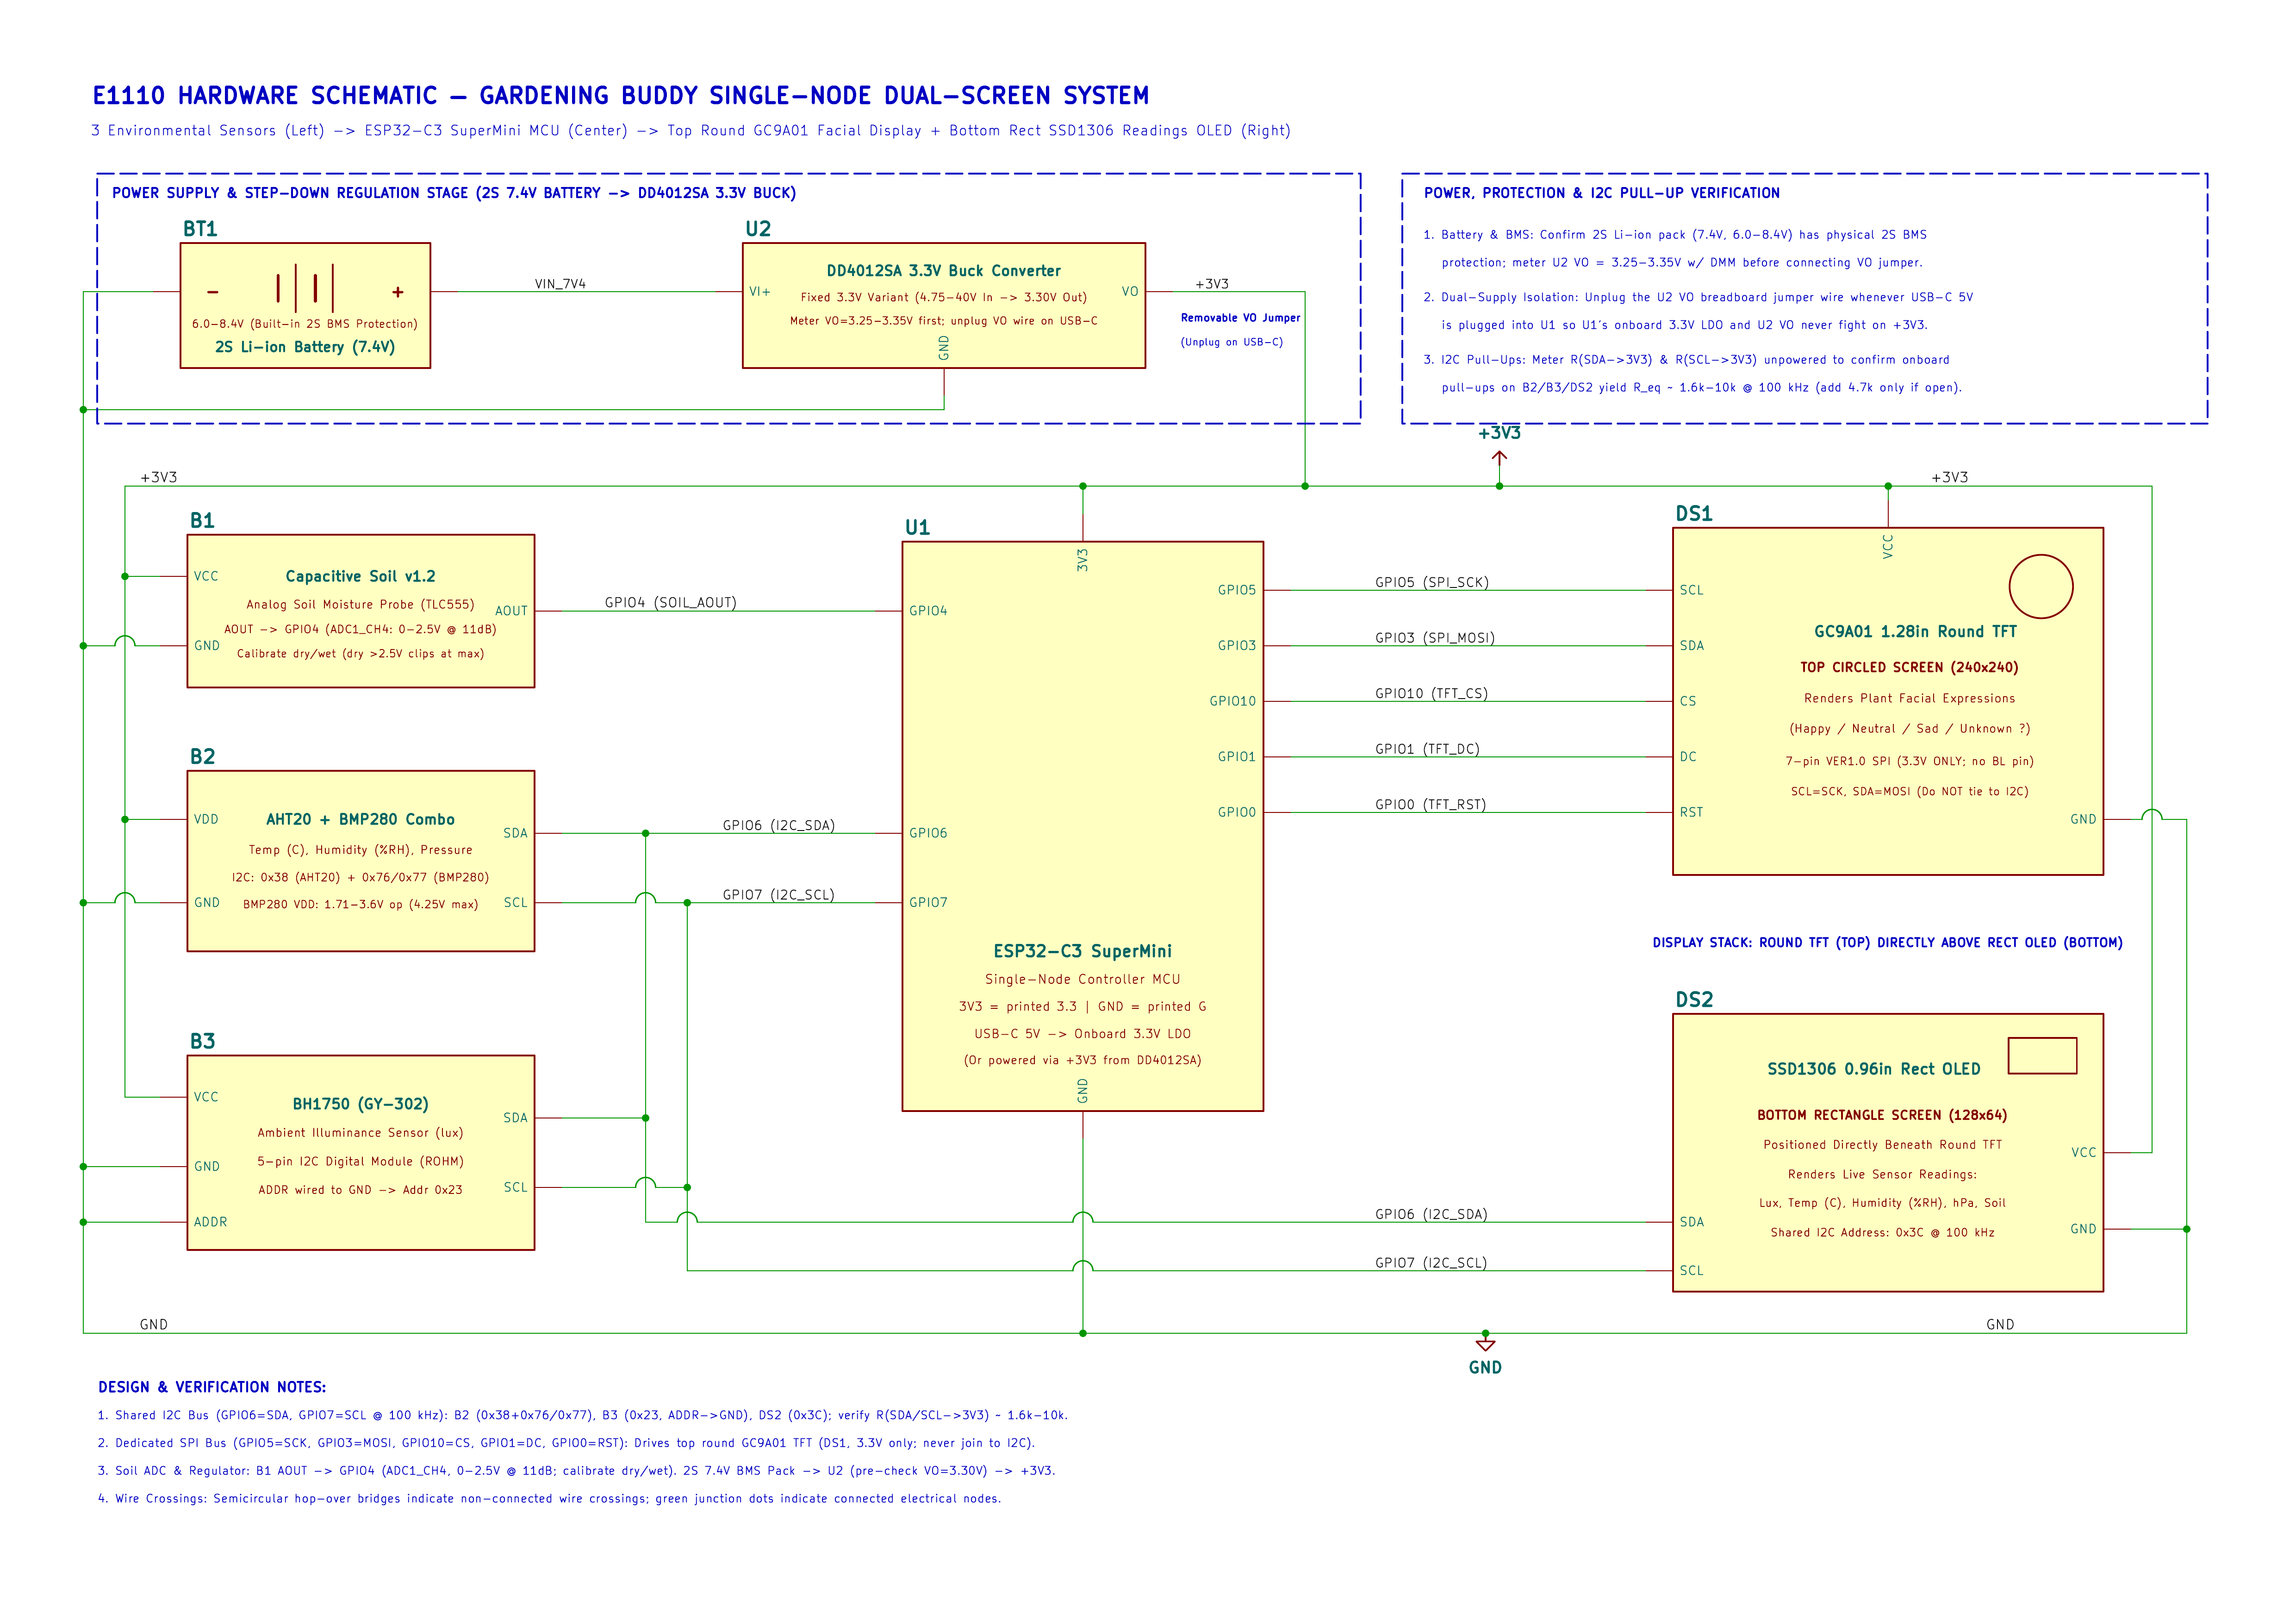 E1110 HARDWARE SCHEMATIC — GARDENING BUDDY SINGLE-NODE DUAL-SCREEN SYSTEM
3 Environmental Sensors (Left) -> ESP32-C3 SuperMini MCU (Center) -> Top Round GC9A01 Facial Display + Bottom Rect SSD1306 Readings OLED (Right)
POWER SUPPLY & STEP-DOWN REGULATION STAGE (2S 7.4V BATTERY -> DD4012SA 3.3V BUCK)
BT1
- +
6.0-8.4V (Built-in 2S BMS Protection)
2S Li-ion Battery (7.4V)
VIN_7V4
U2
DD4012SA 3.3V Buck Converter
VI+
Fixed 3.3V Variant (4.75-40V In -> 3.30V Out)
VO
Meter VO=3.25-3.35V first; unplug VO wire on USB-C
GND
+3V3
Removable VO Jumper
(Unplug on USB-C)
POWER, PROTECTION & I2C PULL-UP VERIFICATION
1. Battery & BMS: Confirm 2S Li-ion pack (7.4V, 6.0-8.4V) has physical 2S BMS
protection; meter U2 VO = 3.25-3.35V w/ DMM before connecting VO jumper.
2. Dual-Supply Isolation: Unplug the U2 VO breadboard jumper wire whenever USB-C 5V
is plugged into U1 so U1's onboard 3.3V LDO and U2 VO never fight on +3V3.
3. I2C Pull-Ups: Meter R(SDA->3V3) & R(SCL->3V3) unpowered to confirm onboard
pull-ups on B2/B3/DS2 yield R_eq ~ 1.6k-10k @ 100 kHz (add 4.7k only if open).
+3V3
+3V3
+3V3
B1
VCC
Capacitive Soil v1.2
Analog Soil Moisture Probe (TLC555)
AOUT
AOUT -> GPIO4 (ADC1_CH4: 0-2.5V @ 11dB)
GND
Calibrate dry/wet (dry >2.5V clips at max)
GPIO4 (SOIL_AOUT)
B2
VDD
AHT20 + BMP280 Combo
SDA
Temp (C), Humidity (%RH), Pressure
I2C: 0x38 (AHT20) + 0x76/0x77 (BMP280)
GND
BMP280 VDD: 1.71-3.6V op (4.25V max)
SCL
GPIO6 (I2C_SDA)
GPIO7 (I2C_SCL)
B3
VCC
BH1750 (GY-302)
SDA
Ambient Illuminance Sensor (lux)
GND
5-pin I2C Digital Module (ROHM)
ADDR wired to GND -> Addr 0x23
SCL
ADDR
U1
3V3
GPIO4
GPIO6
GPIO7
GPIO5
GPIO3
GPIO10
GPIO1
GPIO0
ESP32-C3 SuperMini
Single-Node Controller MCU
3V3 = printed 3.3 | GND = printed G
USB-C 5V -> Onboard 3.3V LDO
(Or powered via +3V3 from DD4012SA)
GND
GPIO5 (SPI_SCK)
GPIO3 (SPI_MOSI)
GPIO10 (TFT_CS)
GPIO1 (TFT_DC)
GPIO0 (TFT_RST)
DS1
VCC
SCL
SDA
CS
DC
RST
GC9A01 1.28in Round TFT
TOP CIRCLED SCREEN (240x240)
Renders Plant Facial Expressions
(Happy / Neutral / Sad / Unknown ?)
7-pin VER1.0 SPI (3.3V ONLY; no BL pin)
SCL=SCK, SDA=MOSI (Do NOT tie to I2C)
GND
DISPLAY STACK: ROUND TFT (TOP) DIRECTLY ABOVE RECT OLED (BOTTOM)
DS2
SSD1306 0.96in Rect OLED
BOTTOM RECTANGLE SCREEN (128x64)
Positioned Directly Beneath Round TFT
VCC
Renders Live Sensor Readings:
Lux, Temp (C), Humidity (%RH), hPa, Soil
SDA
GND
Shared I2C Address: 0x3C @ 100 kHz
SCL
GPIO6 (I2C_SDA)
GPIO7 (I2C_SCL)
GND
GND
GND
DESIGN & VERIFICATION NOTES:
1. Shared I2C Bus (GPIO6=SDA, GPIO7=SCL @ 100 kHz): B2 (0x38+0x76/0x77), B3 (0x23, ADDR->GND), DS2 (0x3C); verify R(SDA/SCL->3V3) ~ 1.6k-10k.
2. Dedicated SPI Bus (GPIO5=SCK, GPIO3=MOSI, GPIO10=CS, GPIO1=DC, GPIO0=RST): Drives top round GC9A01 TFT (DS1, 3.3V only; never join to I2C).
3. Soil ADC & Regulator: B1 AOUT -> GPIO4 (ADC1_CH4, 0-2.5V @ 11dB; calibrate dry/wet). 2S 7.4V BMS Pack -> U2 (pre-check VO=3.30V) -> +3V3.
4. Wire Crossings: Semicircular hop-over bridges indicate non-connected wire crossings; green junction dots indicate connected electrical nodes.